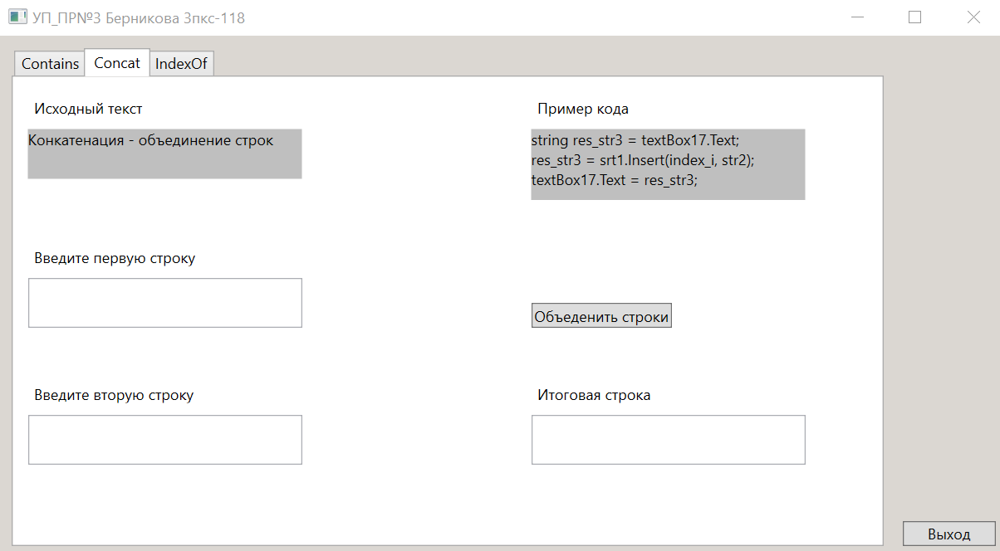 УП_ПР№3 Берникова 3пкс-118
Contains Concat IndexOf
Исходный текст
Конкатенация - объединение строк
Пример кода
string res_str3 = textBox17.Text;
res_str3 = srt1.Insert(index_i, str2);
textBox17.Text = res_str3;
Введите первую строку
Объеденить строки
Введите вторую строку
Итоговая строка
Выход